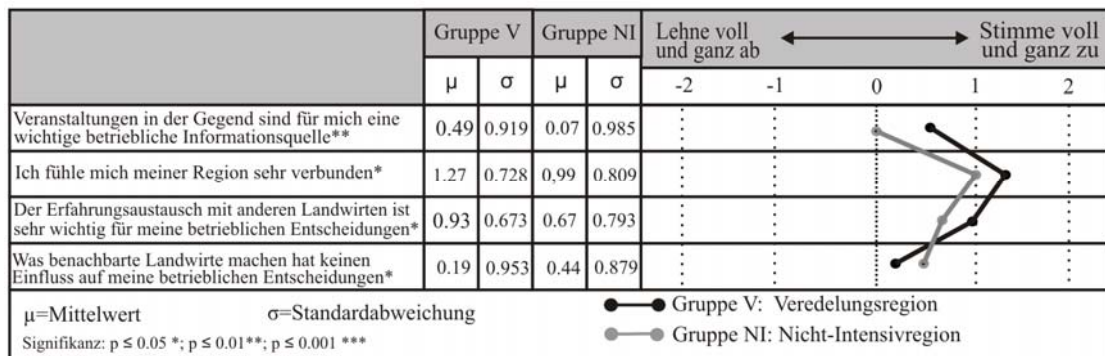 Gruppe V Gruppe NI Lehne voll und ganz ab Stimme voll und ganz zu
μ σ μ σ -2 -1 0 1 2
Veranstaltungen in der Gegend sind für mich eine
wichtige betriebliche Informationsquelle** 0.49 0.919 0.07 0.985
Ich fühle mich meiner Region sehr verbunden* 1.27 0.728 0,99 0.809
Der Erfahrungsaustausch mit anderen Landwirten ist
sehr wichtig für meine betrieblichen Entscheidungen* 0.93 0.673 0.67 0.793
Was benachbarte Landwirte machen hat keinen
Einfluss auf meine betrieblichen Entscheidungen* 0.19 0.953 0.44 0.879
μ=Mittelwert σ=Standardabweichung
Signifikanz: p ≤ 0.05 *; p ≤ 0.01**; p ≤ 0.001 ***
Gruppe V: Veredelungsregion
Gruppe NI: Nicht-Intensivregion